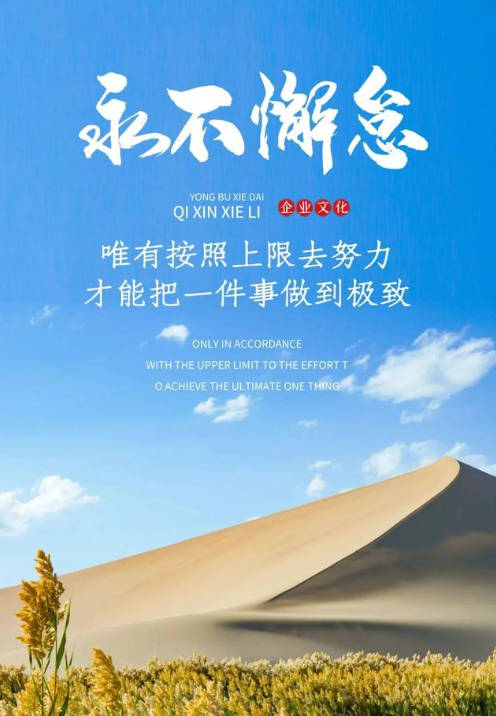 永不懈怠
YONG BU XIE DAI
QI XIN XIE LI 企业文化
唯有按照上限去努力
才能把一件事做到极致
ONLY IN ACCORDANCE
WITH THE UPPER LIMIT TO THE EFFORT T
O ACHIEVE THE ULTIMATE ONE THING